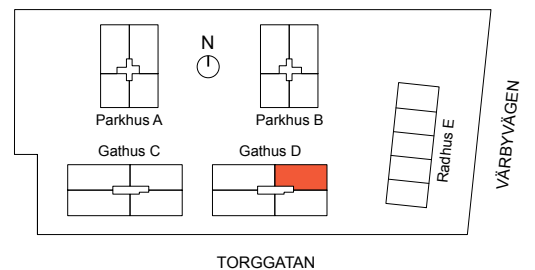 N
Parkhus A
Parkhus B
Gathus C
Gathus D
Radhus E
VÄRBYVÄGEN
TORGGATAN